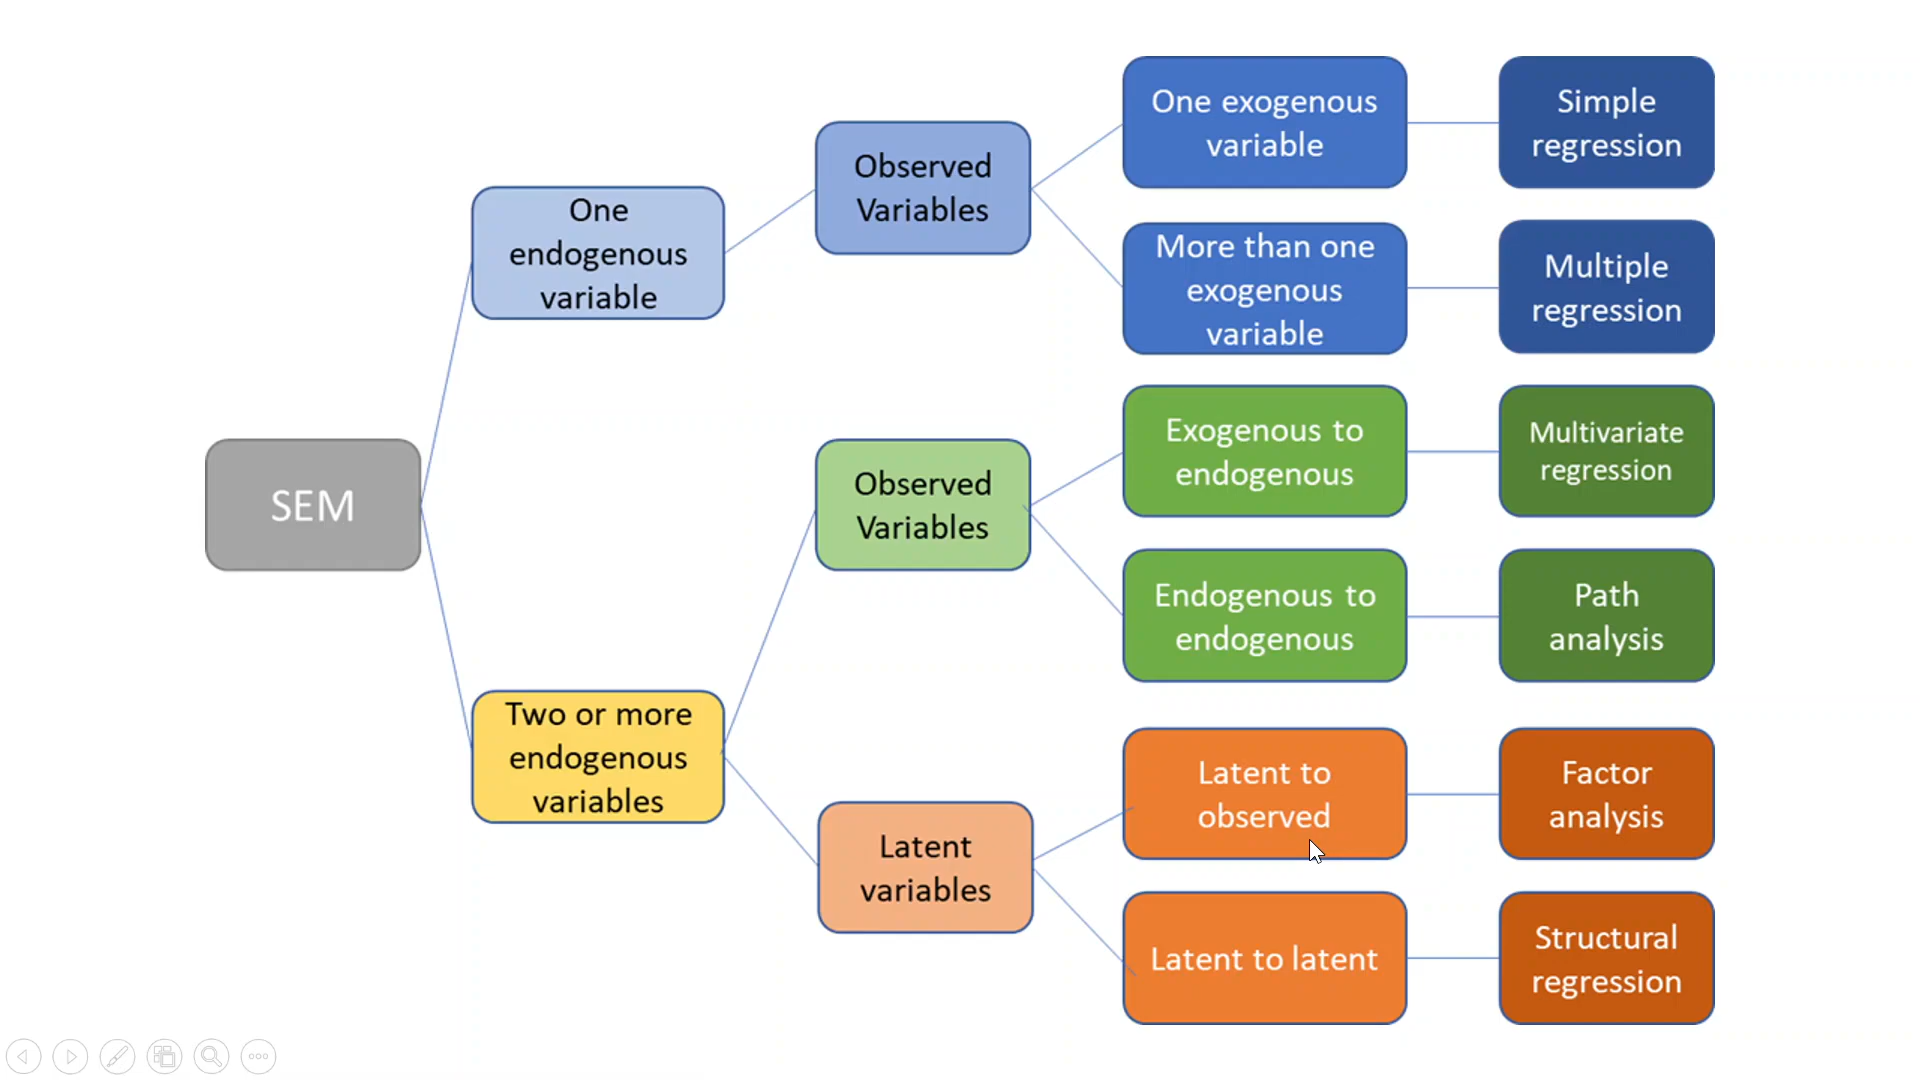 SEM
One
endogenous
variable
Two or more
endogenous
variables
Observed
Variables
Observed
Variables
Latent
variables
One exogenous
variable
More than one
exogenous
variable
Exogenous to
endogenous
Endogenous to
endogenous
Latent to
observed
Latent to latent
Simple
regression
Multiple
regression
Multivariate
regression
Path
analysis
Factor
analysis
Structural
regression